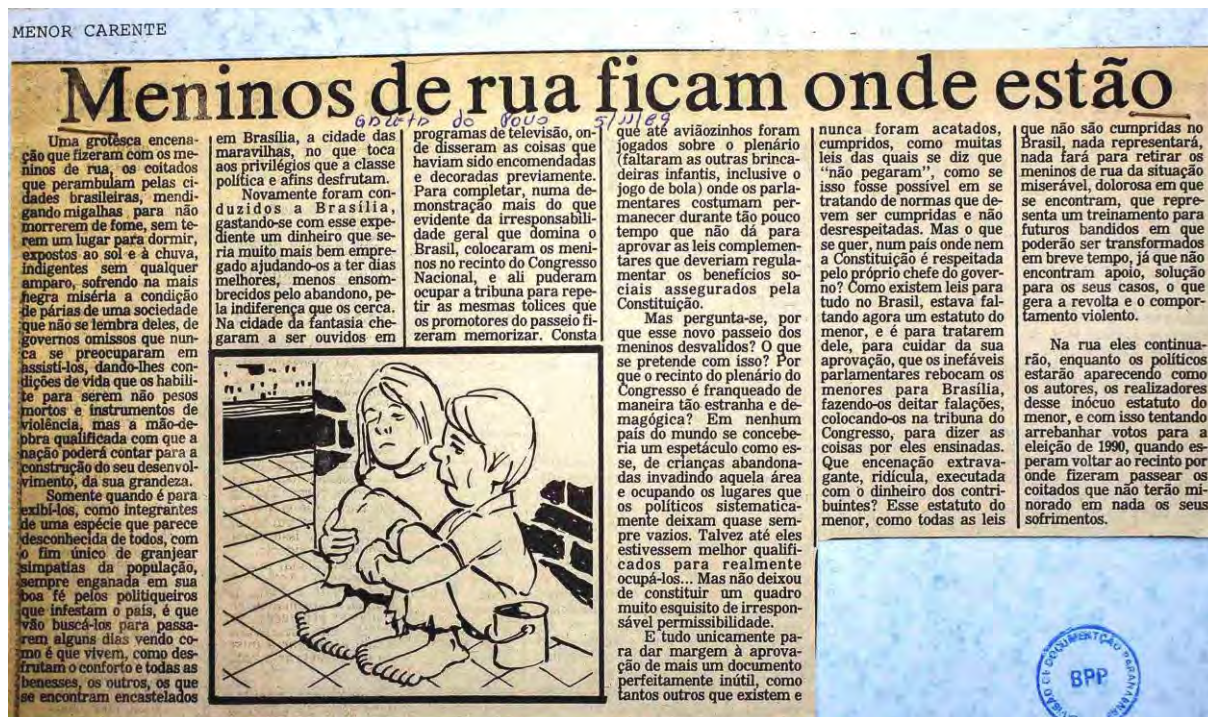 MENOR CARENTE
Meninos de rua ficam onde estão
Gazeta do Povo 5/11/89
Uma grotesca encena-
ção que fizeram com os me-
ninos de rua, os coitados
que perambulam pelas ci-
dades brasileiras, mendi-
gando migalhas para não
morrerem de fome, sem te-
rem um lugar para dormir,
expostos ao sol e à chuva,
indigentes sem qualquer
amparo, sofrendo na mais
negra miséria a condição
de párias de uma sociedade
que não se lembra deles, de
governos omissos que nun-
ca se preocuparam em
assisti-los, dando-lhes con-
dições de vida que os habili-
te para serem não pesos
mortos e instrumentos de
violência, mas a mão-de-
obra qualificada com que a
nação poderá contar para a
construção do seu desenvol-
vimento, da sua grandeza.
Somente quando é para
exibí-los, como integrantes
de uma espécie que parece
desconhecida de todos, com
o fim único de granjear
simpatias da população,
sempre enganada em sua
boa fé pelos politiqueiros
que infestam o país, é que
vão buscá-los para passa-
rem alguns dias vendo co-
mo é que vivem, como des-
frutam o conforto e todas as
benesses, os outros, os que
se encontram encastelados
em Brasília, a cidade das
maravilhas, no que toca
aos privilégios que a classe
política e afins desfrutam.
Novamente foram con-
duzidos a Brasília,
gastando-se com esse expe-
diente um dinheiro que se-
ria muito mais bem empre-
gado ajudando-os a ter dias
melhores, menos ensom-
brecidos pelo abandono, pe-
la indiferença que os cerca.
Na cidade da fantasia che-
garam a ser ouvidos em
programas de televisão, on-
de disseram as coisas que
haviam sido encomendadas
e decoradas previamente.
Para completar, numa de-
monstração mais do que
evidente da irresponsabili-
dade geral que domina o
Brasil, colocaram os meni-
nos no recinto do Congresso
Nacional, e ali puderam
ocupar a tribuna para repe-
tir as mesmas tolices que
os promotores do passeio fi-
zeram memorizar. Consta
que até aviãozinhos foram
jogados sobre o plenário
(faltaram as outras brinca-
deiras infantis, inclusive o
jogo de bola) onde os parla-
mentares costumam per-
manecer durante tão pouco
tempo que não dá para
aprovar as leis complemen-
tares que deveriam regula-
mentar os benefícios so-
ciais assegurados pela
Constituição.
Mas pergunta-se, por
que esse novo passeio dos
meninos desvalidos? O que
se pretende com isso? Por
que o recinto do plenário do
Congresso é franqueado de
maneira tão estranha e de-
magógica? Em nenhum
país do mundo se concebe-
ria um espetáculo como es-
se, de crianças abandona-
das invadindo aquela área
e ocupando os lugares que
os políticos sistematica-
mente deixam quase sem-
pre vazios. Talvez até eles
estivessem melhor qualifi-
cados para realmente
ocupá-los... Mas não deixou
de constituir um quadro
muito esquisito de irrespon-
sável permissibilidade.
E tudo unicamente pa-
ra dar margem à aprova-
ção de mais um documento
perfeitamente inútil, como
tantos outros que existem e
nunca foram acatados,
cumpridos, como muitas
leis das quais se diz que
"não pegaram", como se
isso fosse possível em se
tratando de normas que de-
vem ser cumpridas e não
desrespeitadas. Mas o que
se quer, num país onde nem
a Constituição é respeitada
pelo próprio chefe do gover-
no? Como existem leis para
tudo no Brasil, estava fal-
tando agora um estatuto do
menor, e é para tratarem
dele, para cuidar da sua
aprovação, que os inefáveis
parlamentares rebocam os
menores para Brasília,
fazendo-os deitar falações,
colocando-os na tribuna do
Congresso, para dizer as
coisas por eles ensinadas.
Que encenação extrava-
gante, ridícula, executada
com o dinheiro dos contri-
buintes? Esse estatuto do
menor, como todas as leis
que não são cumpridas no
Brasil, nada representará,
nada fará para retirar os
meninos de rua da situação
miserável, dolorosa em que
se encontram, que repre-
senta um treinamento para
futuros bandidos em que
poderão ser transformados
em breve tempo, já que não
encontram apoio, solução
para os seus casos, o que
gera a revolta e o compor-
tamento violento.
Na rua eles continua-
rão, enquanto os políticos
estarão aparecendo como
os autores, os realizadores
desse inócuo estatuto do
menor, e com isso tentando
arrebanhar votos para a
eleição de 1990, quando es-
peram voltar ao recinto por
onde fizeram passear os
coitados que não terão mi-
norado em nada os seus
sofrimentos.
BPP